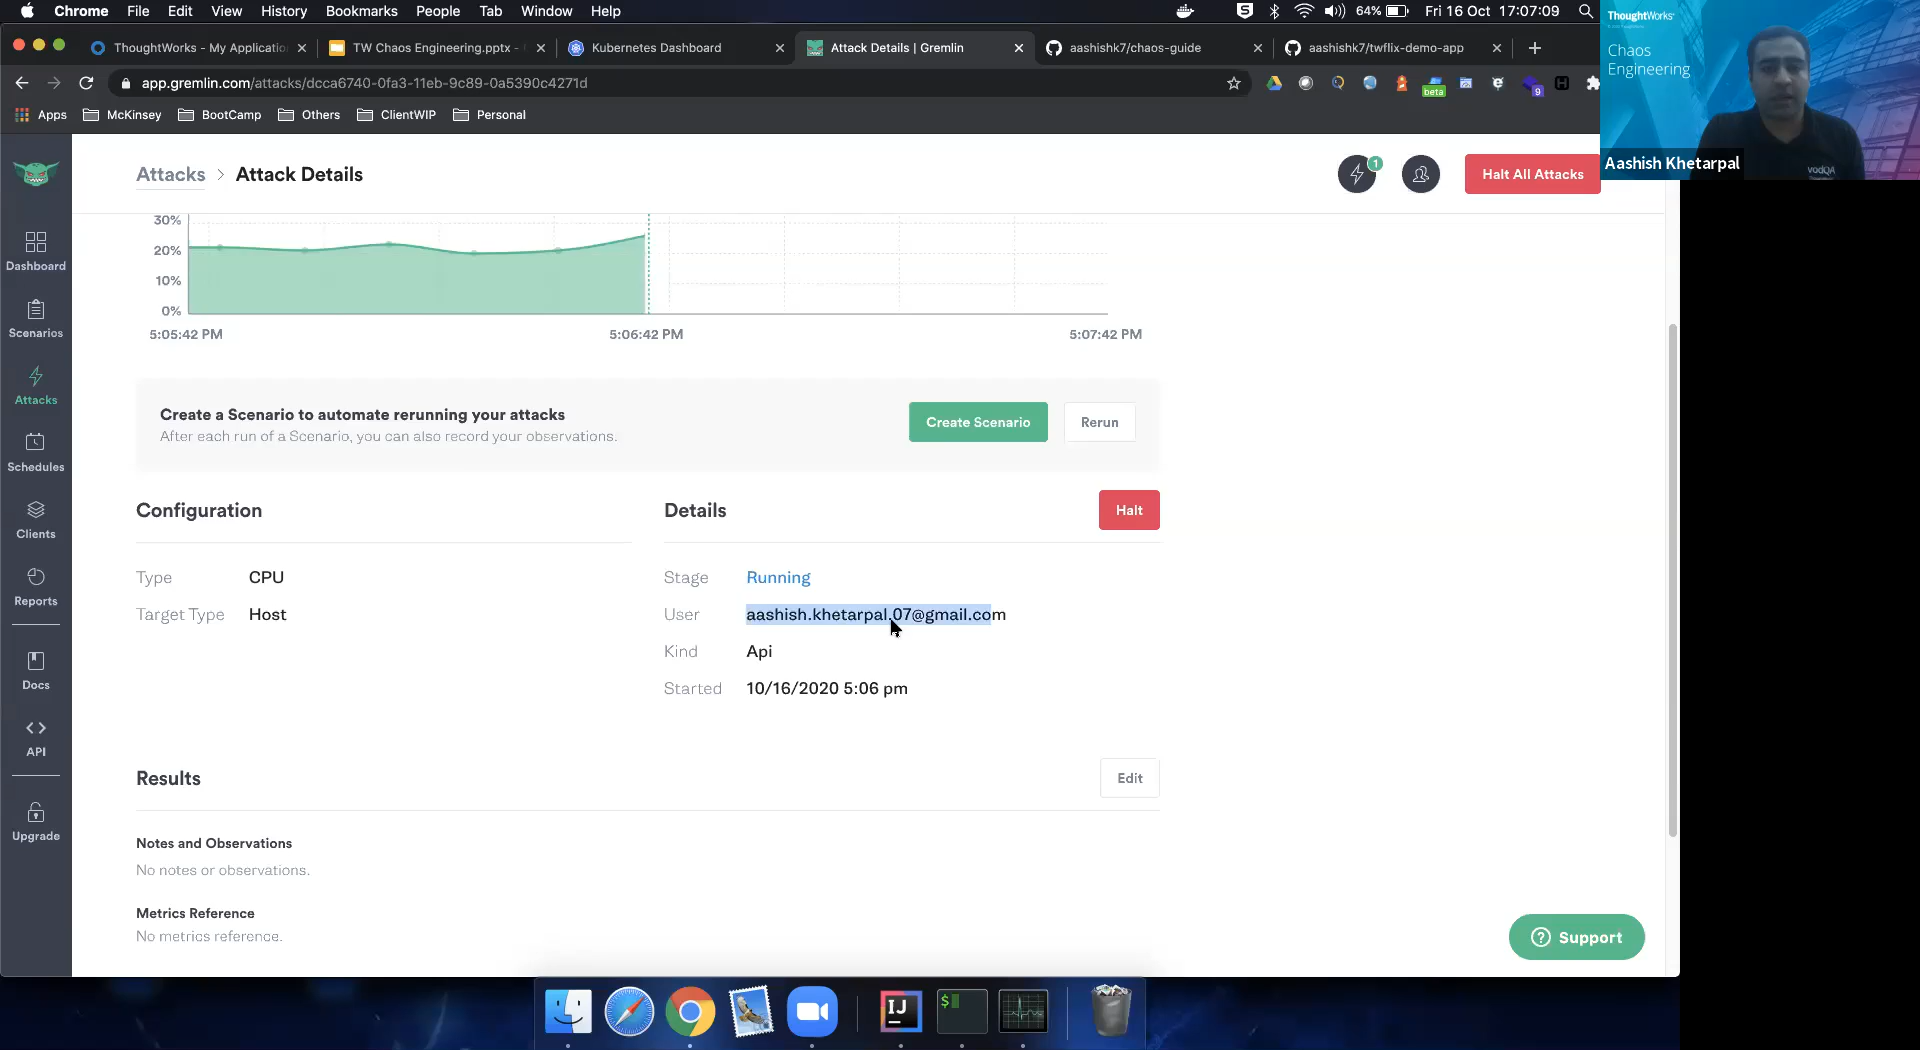 Chrome File Edit View History Bookmarks People Tab Window Help
64% Fri 16 Oct 17:07:09
ThoughtWorks - My Applicatio
TW Chaos Engineering.pptx -
Kubernetes Dashboard
Attack Details | Gremlin
aashishk7/chaos-guide
aashishk7/twflix-demo-app
app.gremlin.com/attacks/dcca6740-0fa3-11eb-9c89-0a5390c4271d
beta
9
Apps McKinsey BootCamp Others ClientWIP Personal
ThoughtWorks
Chaos
Engineering
vodQA
Aashish Khetarpal
Attacks > Attack Details
1
Halt All Attacks
Dashboard
Scenarios
Attacks
Schedules
Clients
Reports
Docs
API
Upgrade
30%
20%
10%
0%
5:05:42 PM 5:06:42 PM 5:07:42 PM
Create a Scenario to automate rerunning your attacks
After each run of a Scenario, you can also record your observations.
Create Scenario
Rerun
Configuration
Type CPU
Target Type Host
Details
Halt
Stage Running
User aashish.khetarpal.07@gmail.com
Kind Api
Started 10/16/2020 5:06 pm
Results
Edit
Notes and Observations
No notes or observations.
Metrics Reference
No metrics reference.
Support
IJ
$